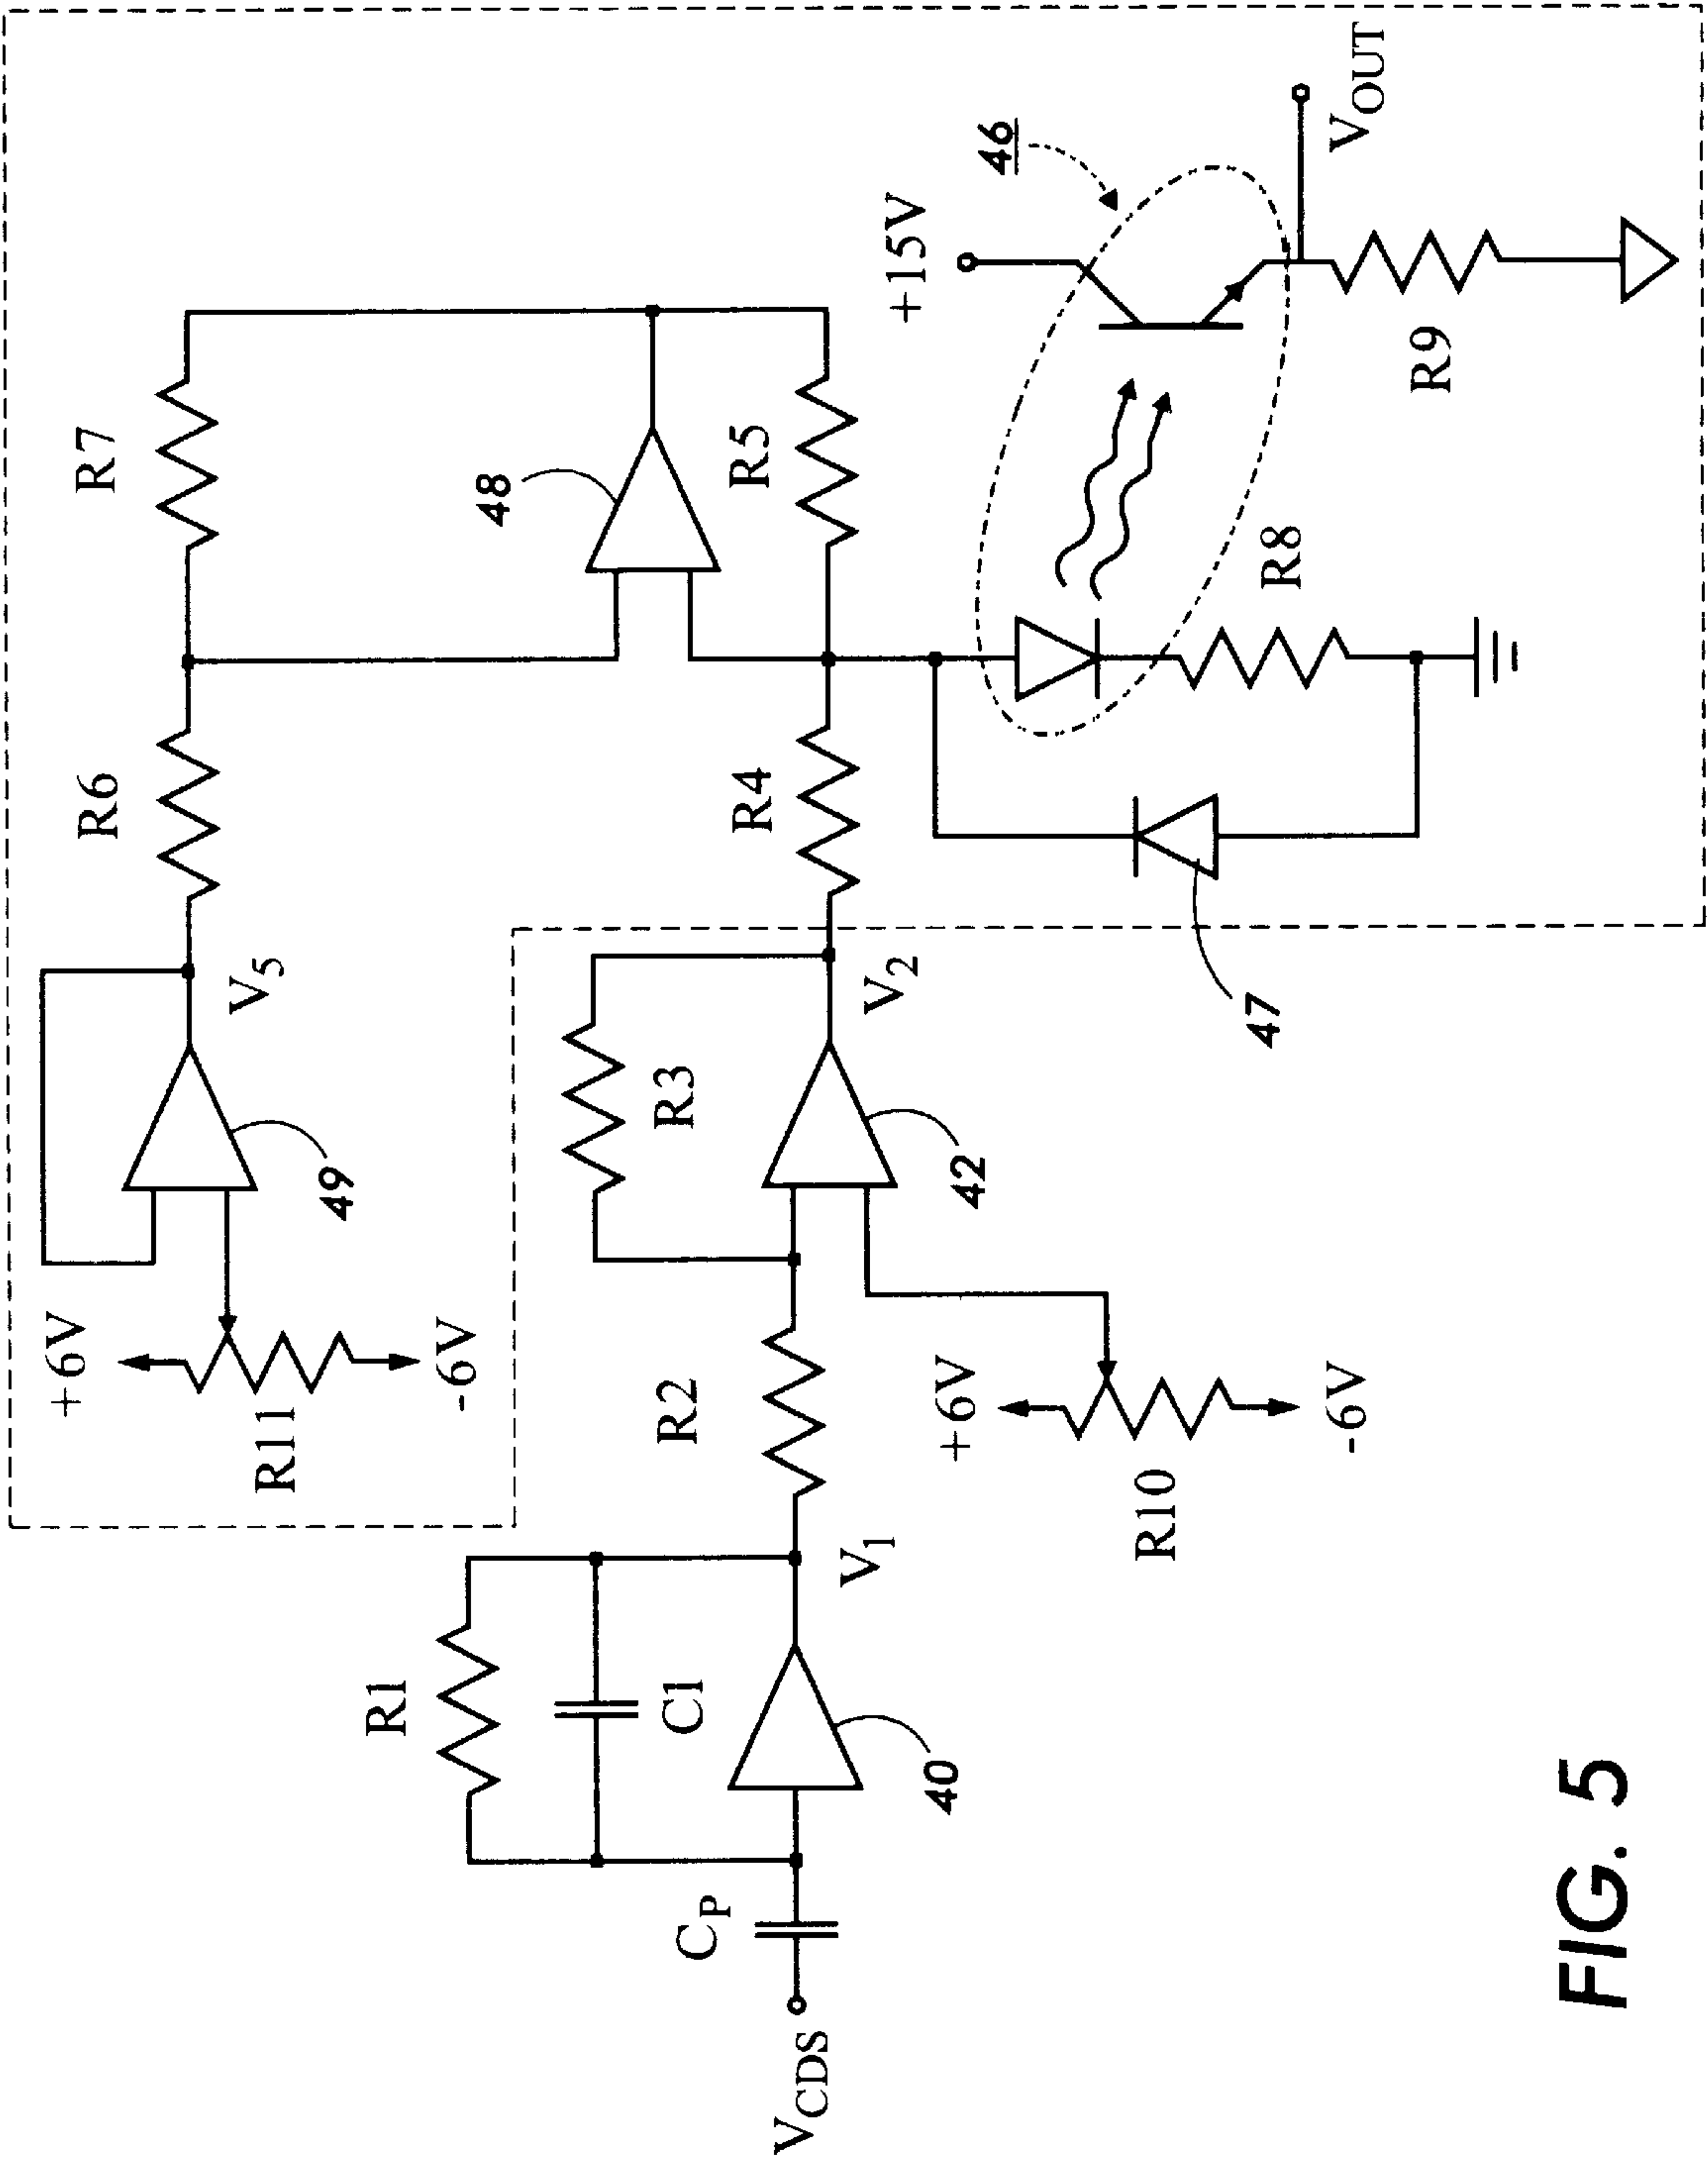 +6V
R11
-6V
49
V5
R6
R7
48
R5
R4
R3
V2
42
R2
+6V
R10
-6V
R1
C1
V1
40
CP
VCDS
47
+15V
46
VOUT
R8
R9
FIG. 5